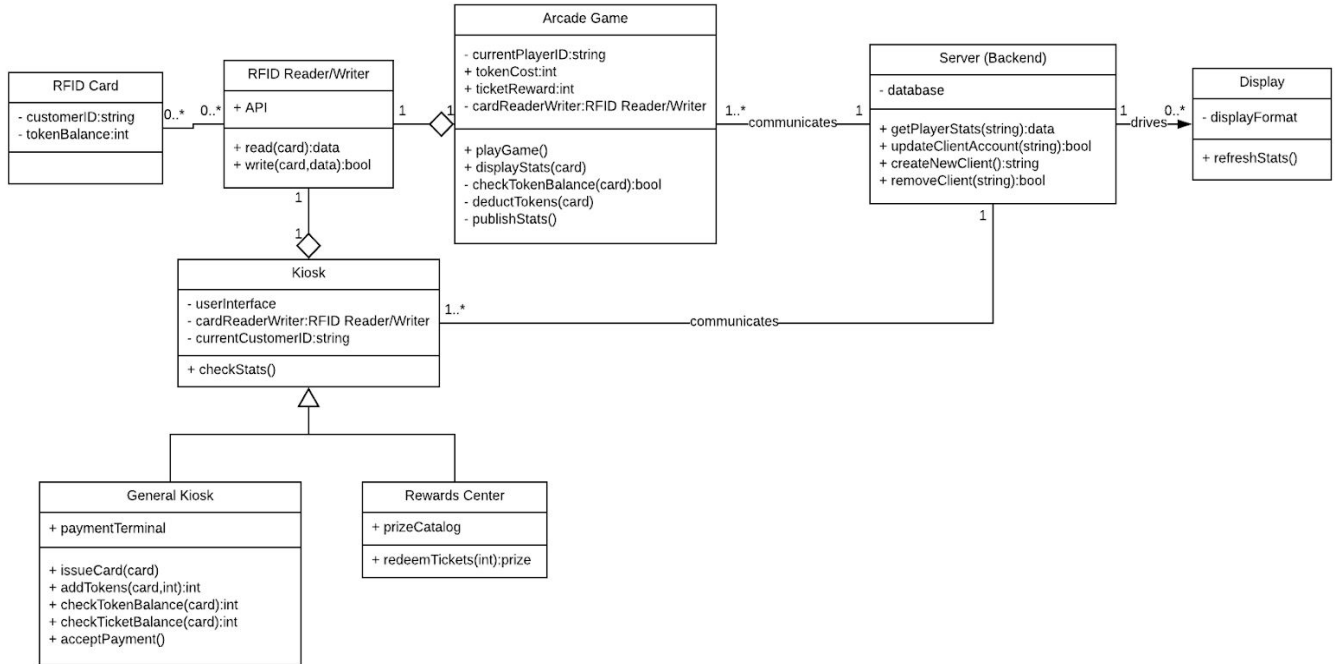 RFID Card
- customerID:string
- tokenBalance:int
0..*
0..*
RFID Reader/Writer
+ API
+ read(card):data
+ write(card,data):bool
1
1
1
1
Arcade Game
- currentPlayerID:string
+ tokenCost:int
+ ticketReward:int
- cardReaderWriter:RFID Reader/Writer
+ playGame()
+ displayStats(card)
- checkTokenBalance(card):bool
- deductTokens(card)
- publishStats()
1..*
communicates
1
Server (Backend)
- database
+ getPlayerStats(string):data
+ updateClientAccount(string):bool
+ createNewClient():string
+ removeClient(string):bool
1
drives
0..*
Display
- displayFormat
+ refreshStats()
Kiosk
- userInterface
- cardReaderWriter:RFID Reader/Writer
- currentCustomerID:string
+ checkStats()
1..*
communicates
1
General Kiosk
+ paymentTerminal
+ issueCard(card)
+ addTokens(card,int):int
+ checkTokenBalance(card):int
+ checkTicketBalance(card):int
+ acceptPayment()
Rewards Center
+ prizeCatalog
+ redeemTickets(int):prize